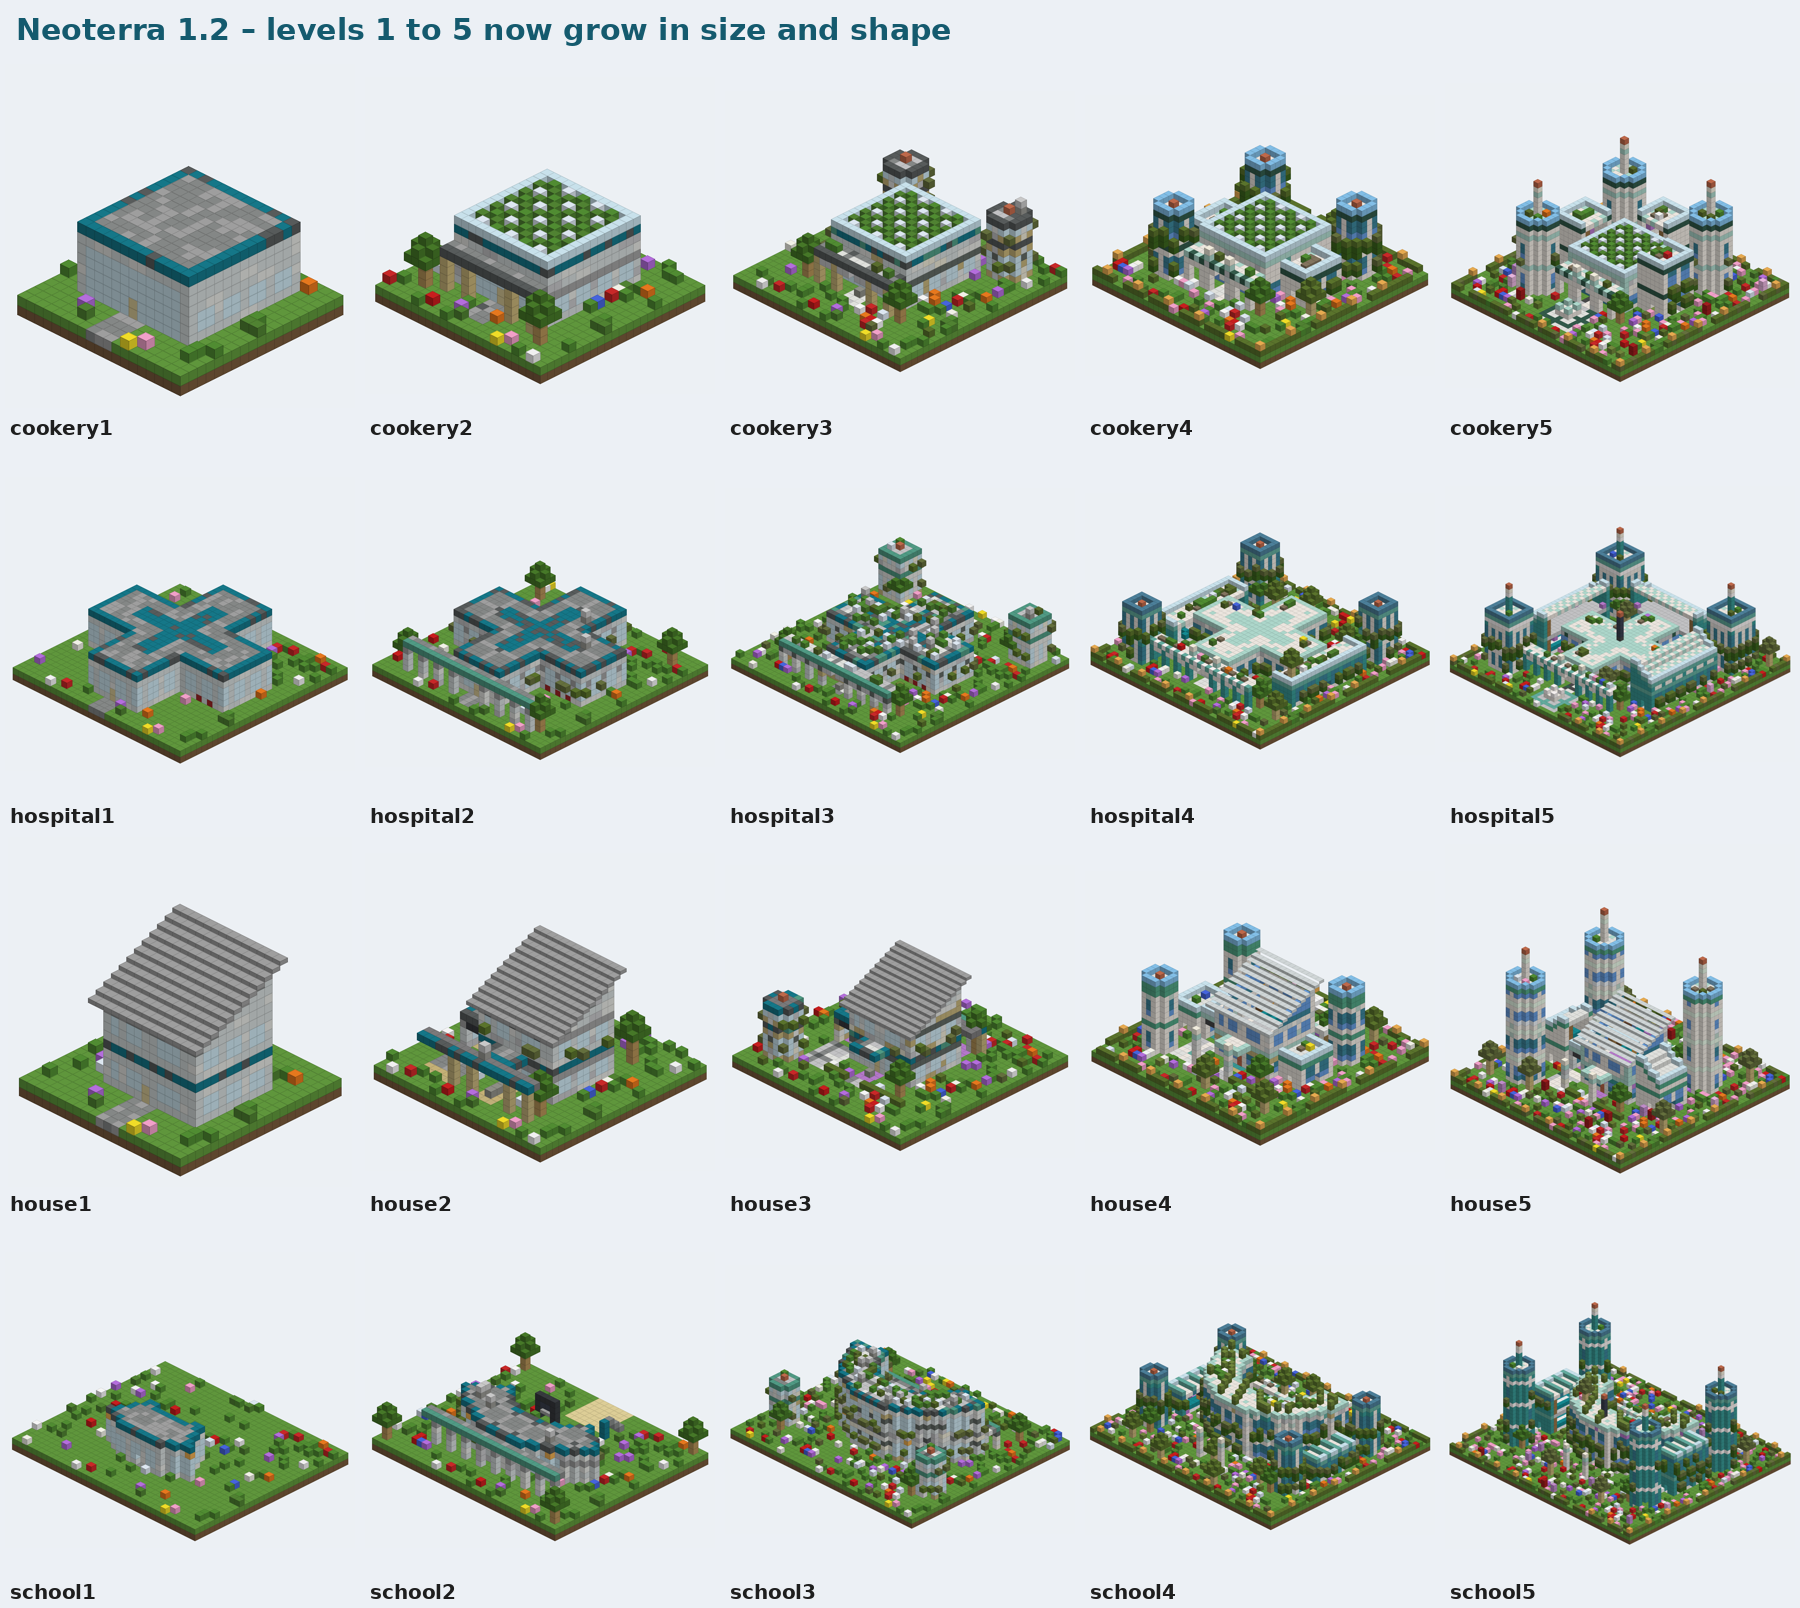 Neoterra 1.2 – levels 1 to 5 now grow in size and shape
cookery1 cookery2 cookery3 cookery4 cookery5
hospital1 hospital2 hospital3 hospital4 hospital5
house1 house2 house3 house4 house5
school1 school2 school3 school4 school5